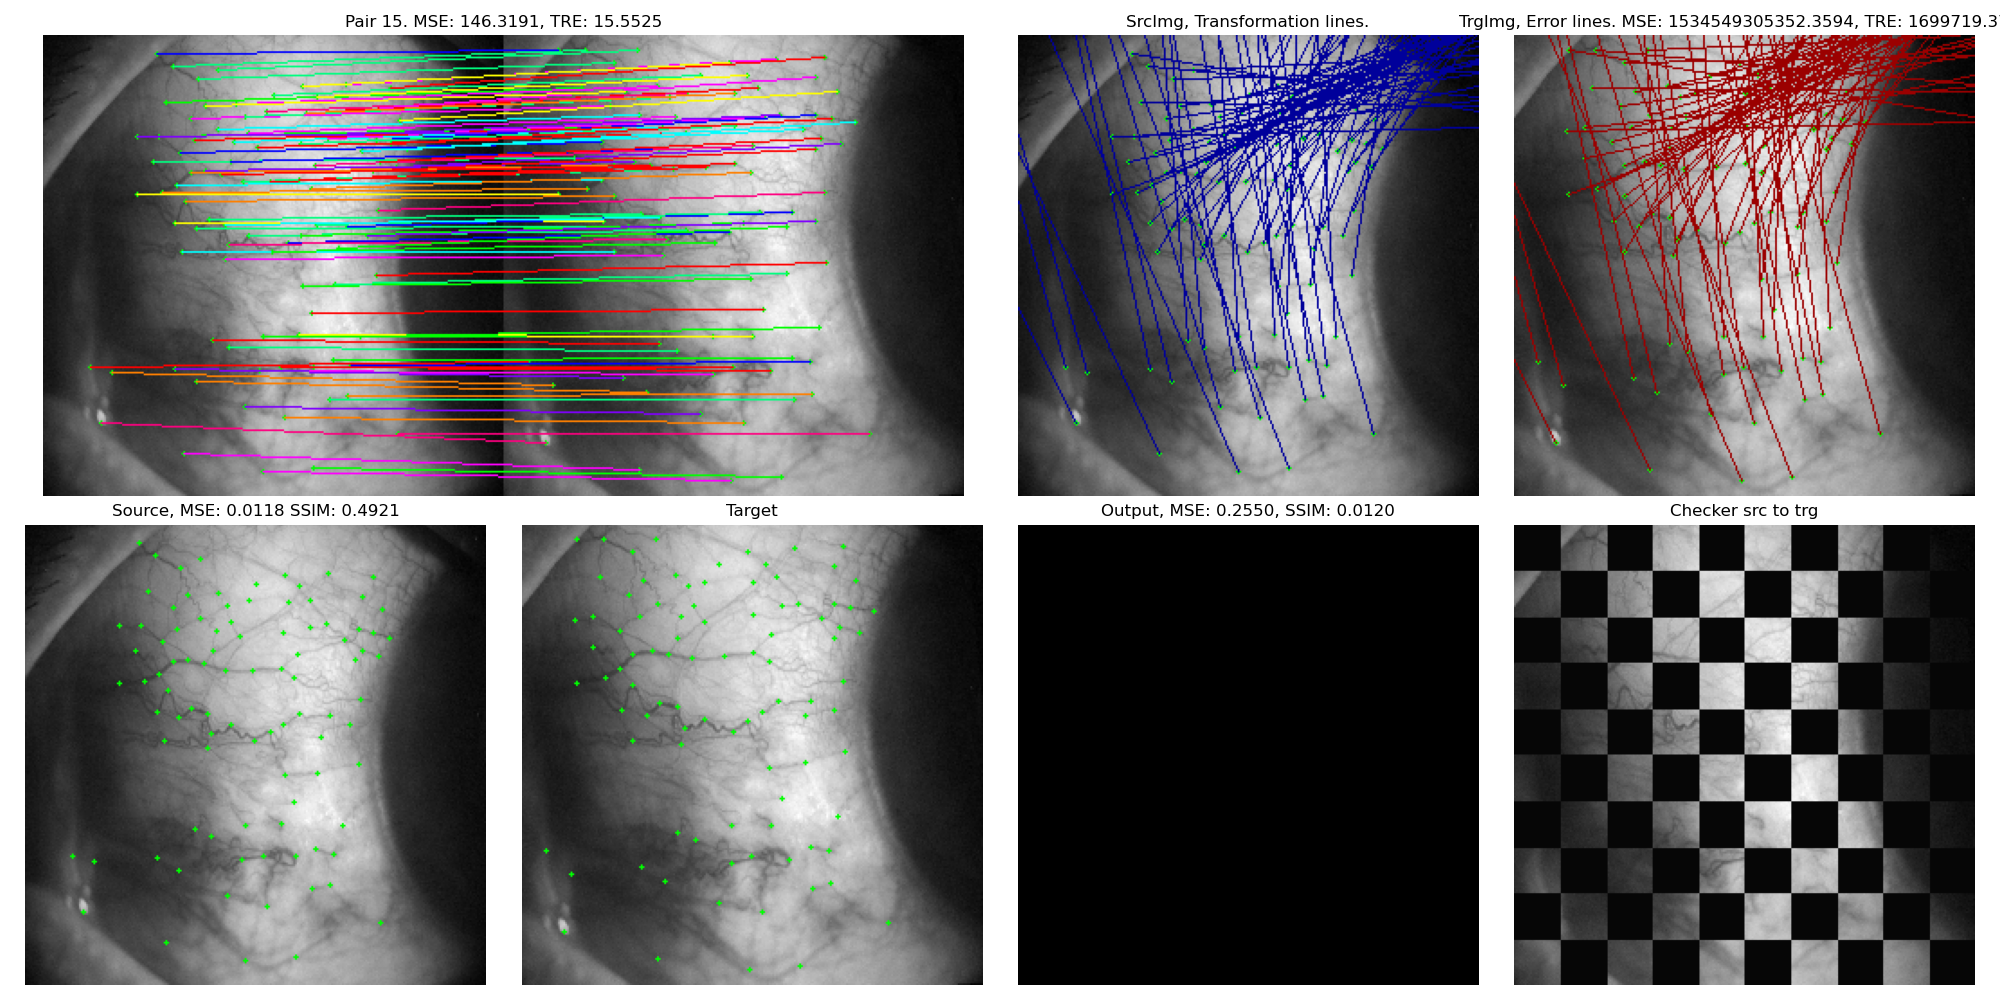 Pair 15. MSE: 146.3191, TRE: 15.5525
SrcImg, Transformation lines.
TrgImg, Error lines. MSE: 1534549305352.3594, TRE: 1699719.3
Source, MSE: 0.0118 SSIM: 0.4921
Target
Output, MSE: 0.2550, SSIM: 0.0120
Checker src to trg